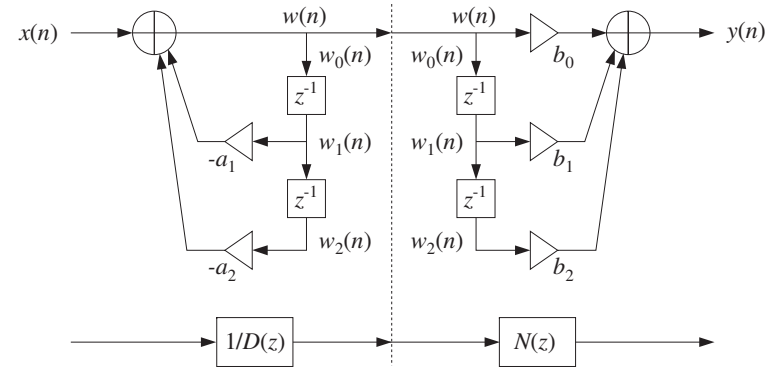 w(n) w(n)
x(n) y(n)
w₀(n) w₀(n) b₀
z⁻¹ z⁻¹
-a₁ w₁(n) w₁(n) b₁
z⁻¹ z⁻¹
-a₂ w₂(n) w₂(n) b₂
1/D(z) N(z)